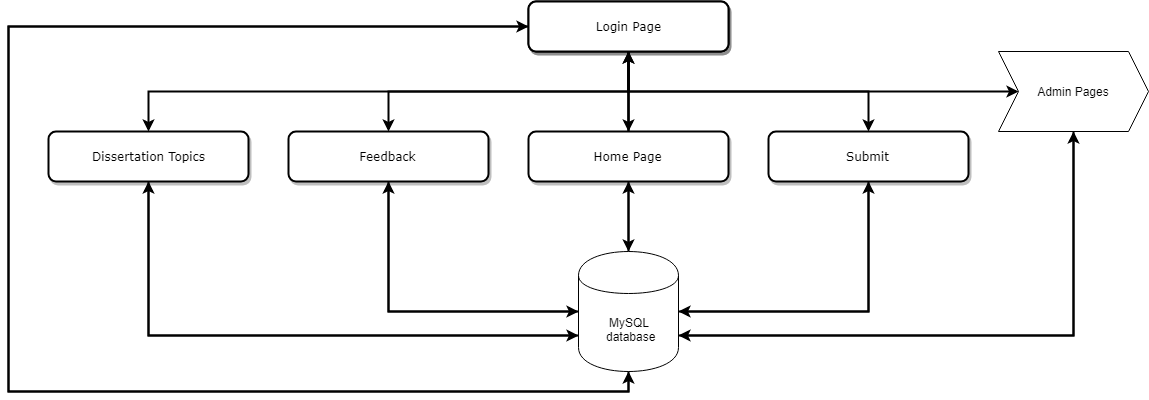 Login Page
Admin Pages
Dissertation Topics
Feedback
Home Page
Submit
MySQL
database